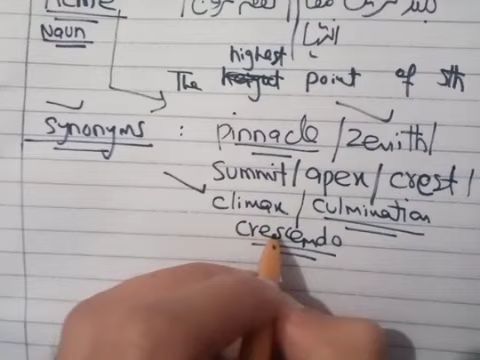 Noun
highest
The point of sth
Synonyms : pinnacle / zenith /
Summit / apex / crest /
climax / culmination
crescendo